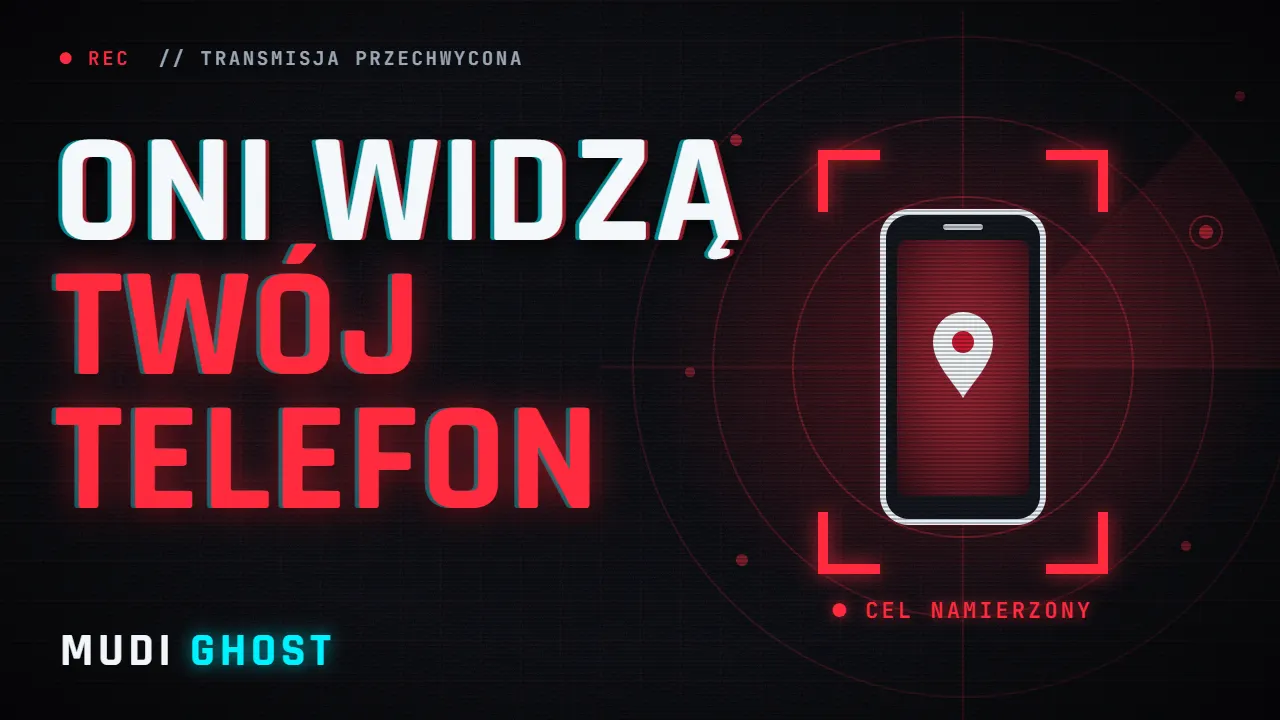 REC // TRANSMISJA PRZECHWYCONA
ONI WIDZĄ
TWÓJ
TELEFON
CEL NAMIERZONY
MUDI GHOST